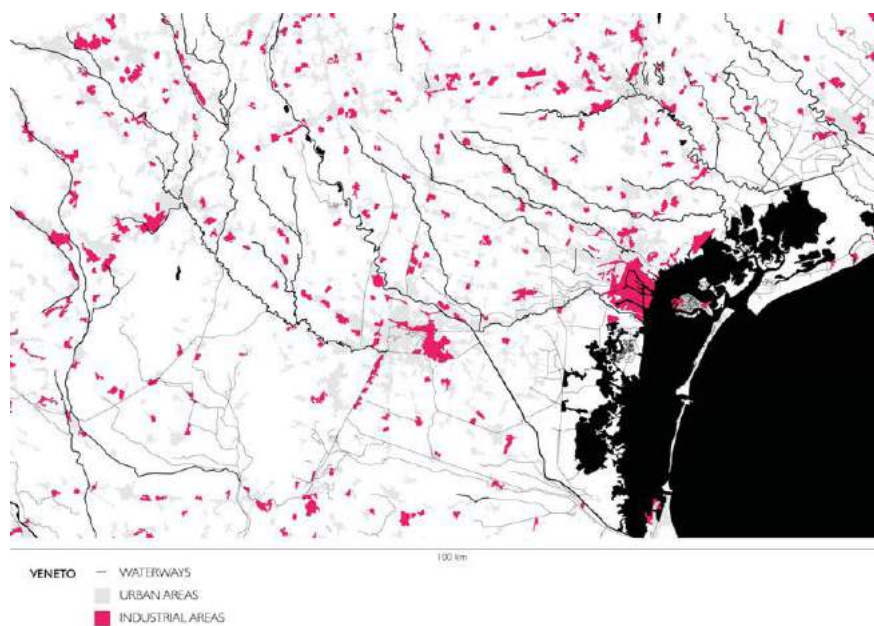 100 km
VENETO — WATERWAYS
URBAN AREAS
INDUSTRIAL AREAS